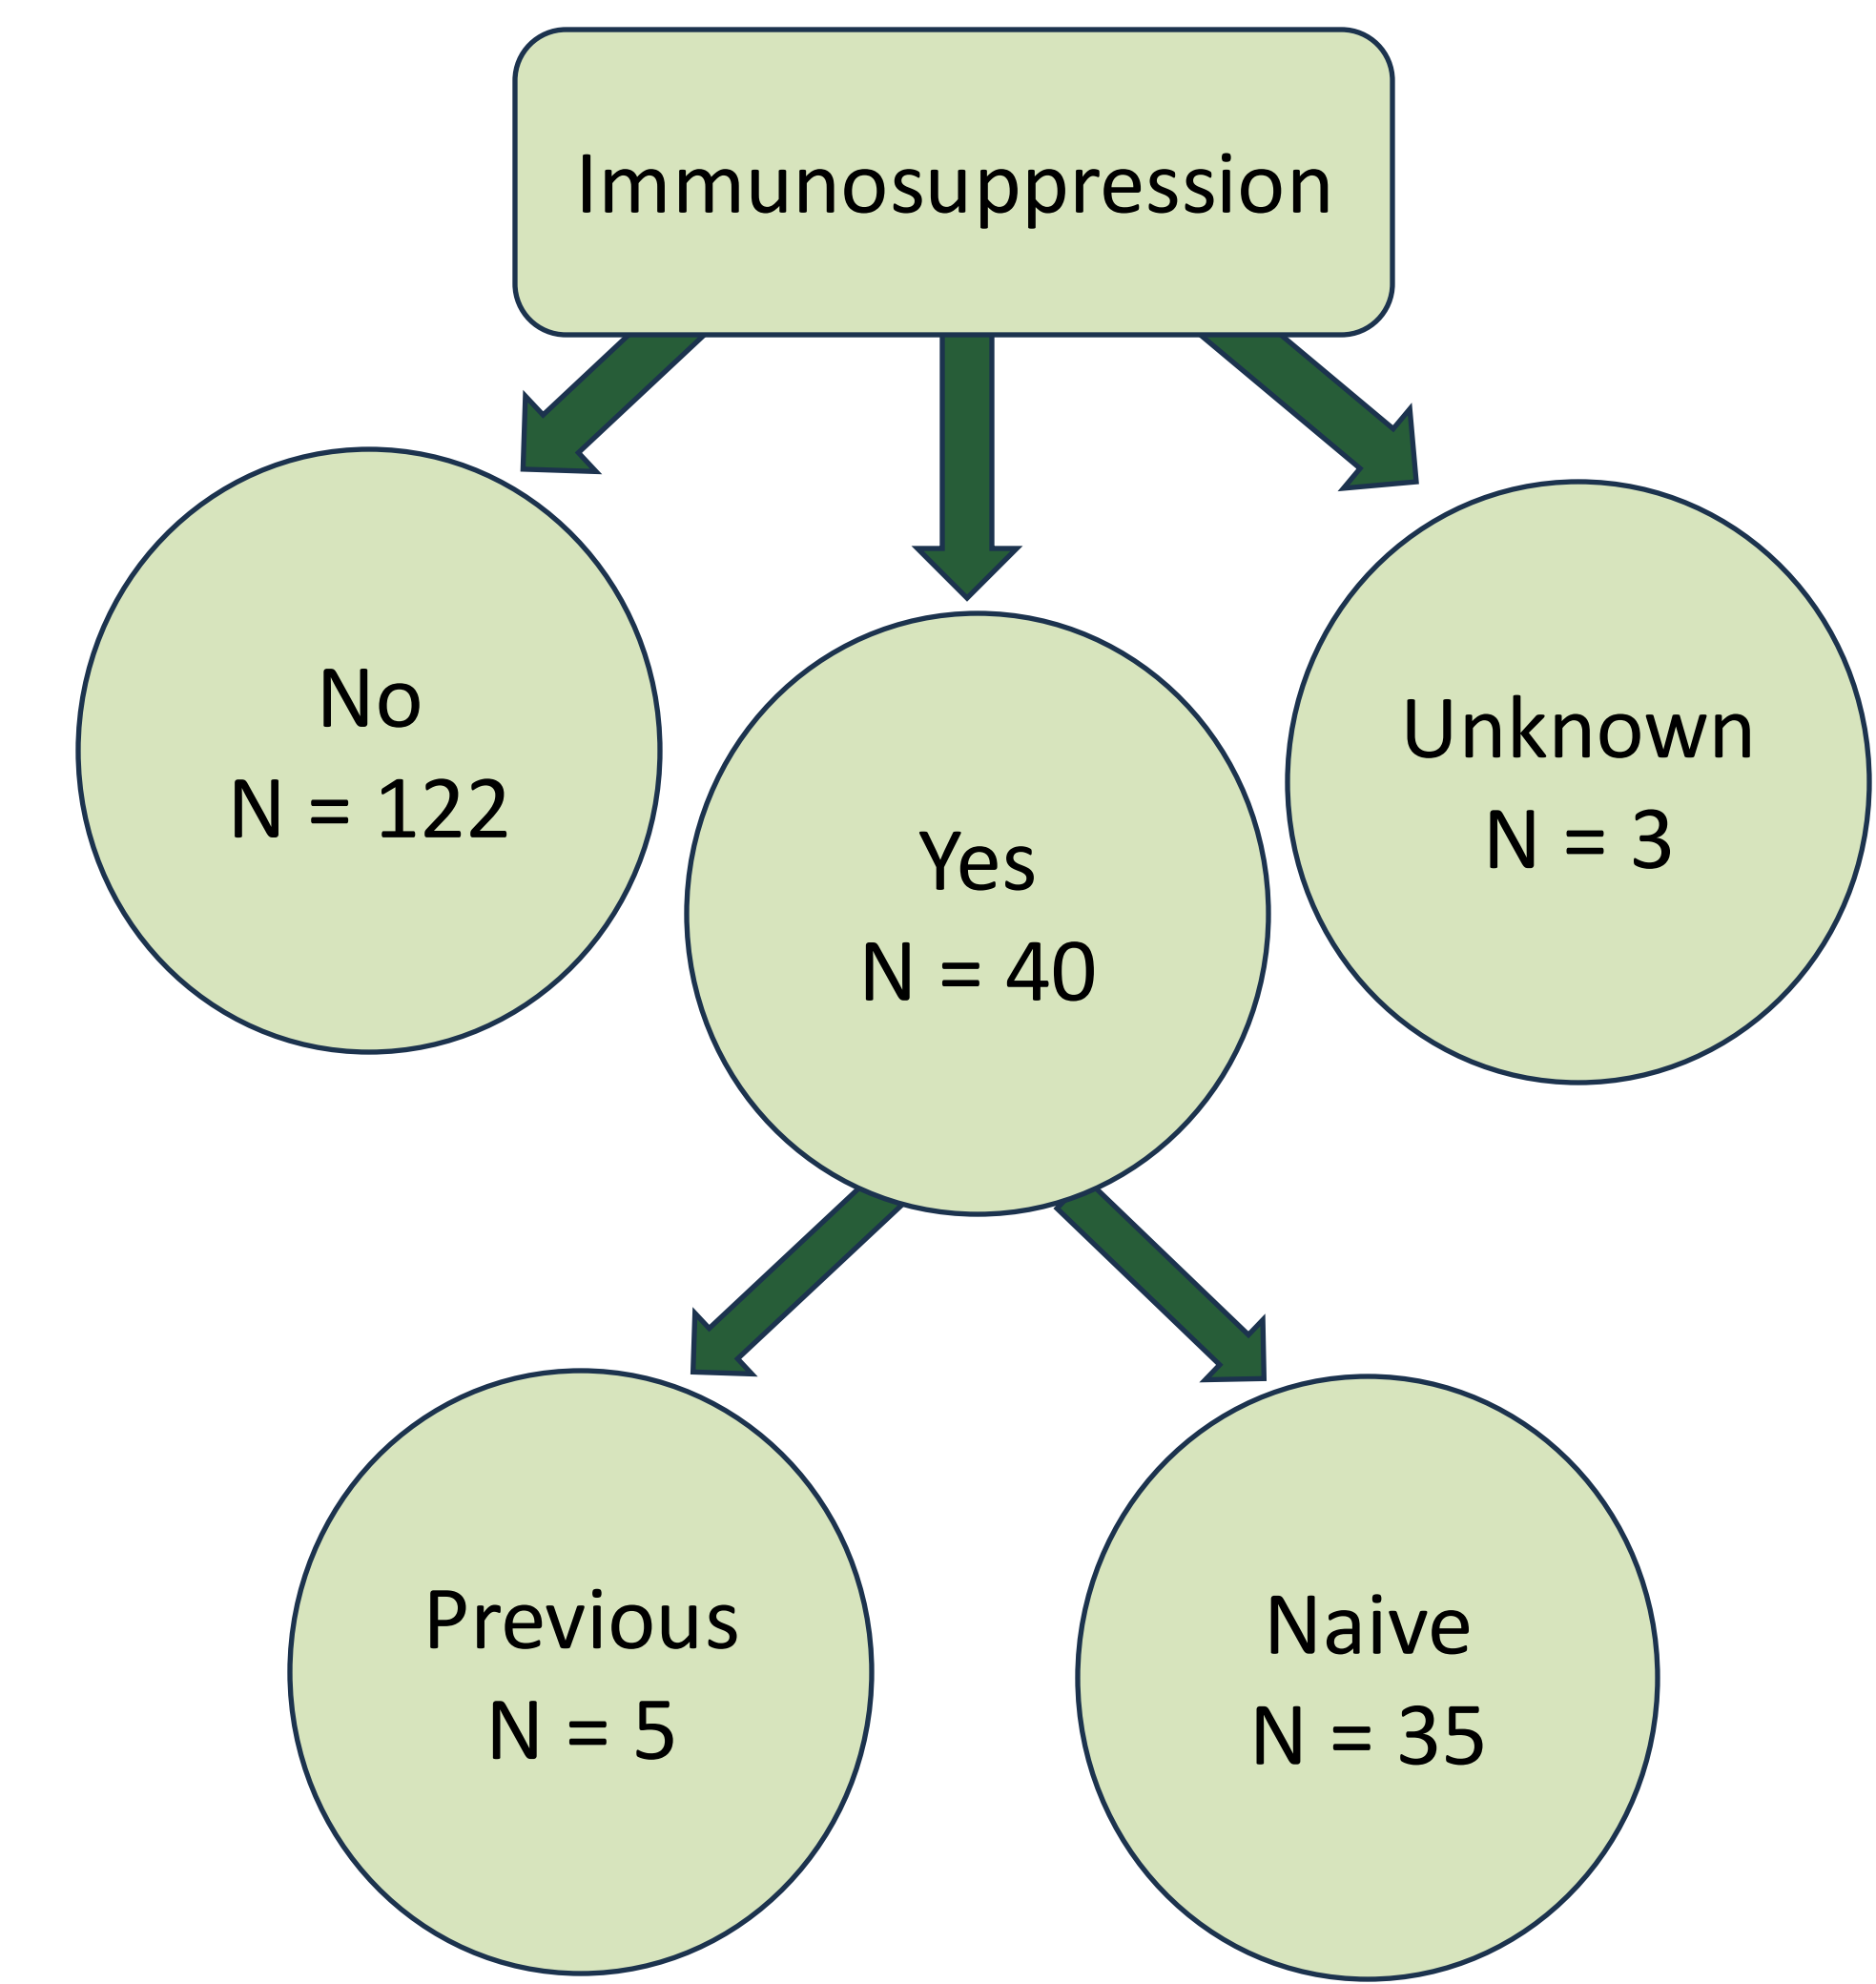 Immunosuppression
No
N = 122
Yes
N = 40
Unknown
N = 3
Previous
N = 5
Naive
N = 35